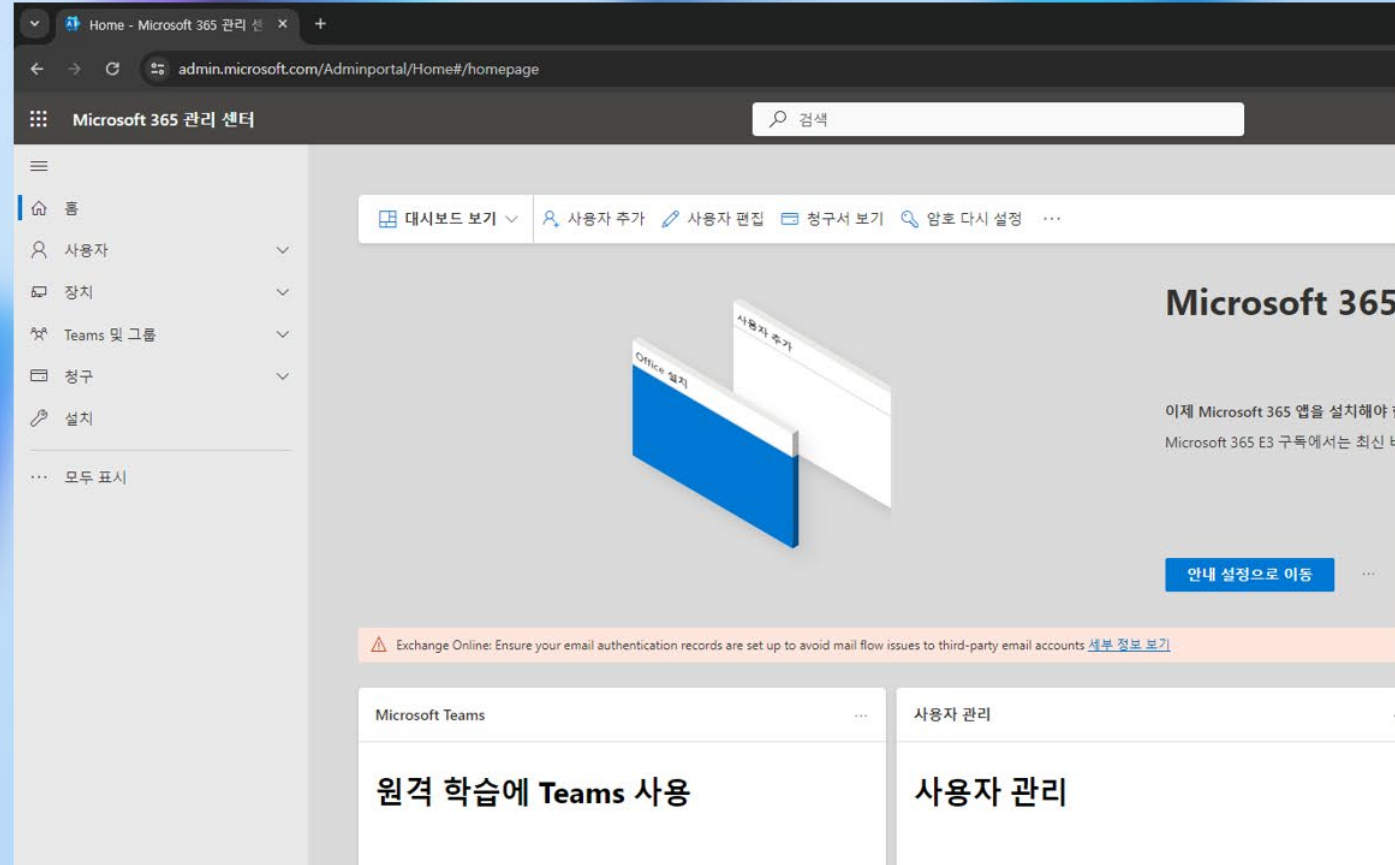 Home - Microsoft 365 관리 센
admin.microsoft.com/Adminportal/Home#/homepage
Microsoft 365 관리 센터
검색
홈
사용자
장치
Teams 및 그룹
청구
설치
모두 표시
대시보드 보기
사용자 추가
사용자 편집
청구서 보기
암호 다시 설정
사용자 추가
Office 설치
Microsoft 365
이제 Microsoft 365 앱을 설치해야
Microsoft 365 E3 구독에서는 최신
안내 설정으로 이동
Exchange Online: Ensure your email authentication records are set up to avoid mail flow issues to third-party email accounts 세부 정보 보기
Microsoft Teams
사용자 관리
원격 학습에 Teams 사용
사용자 관리